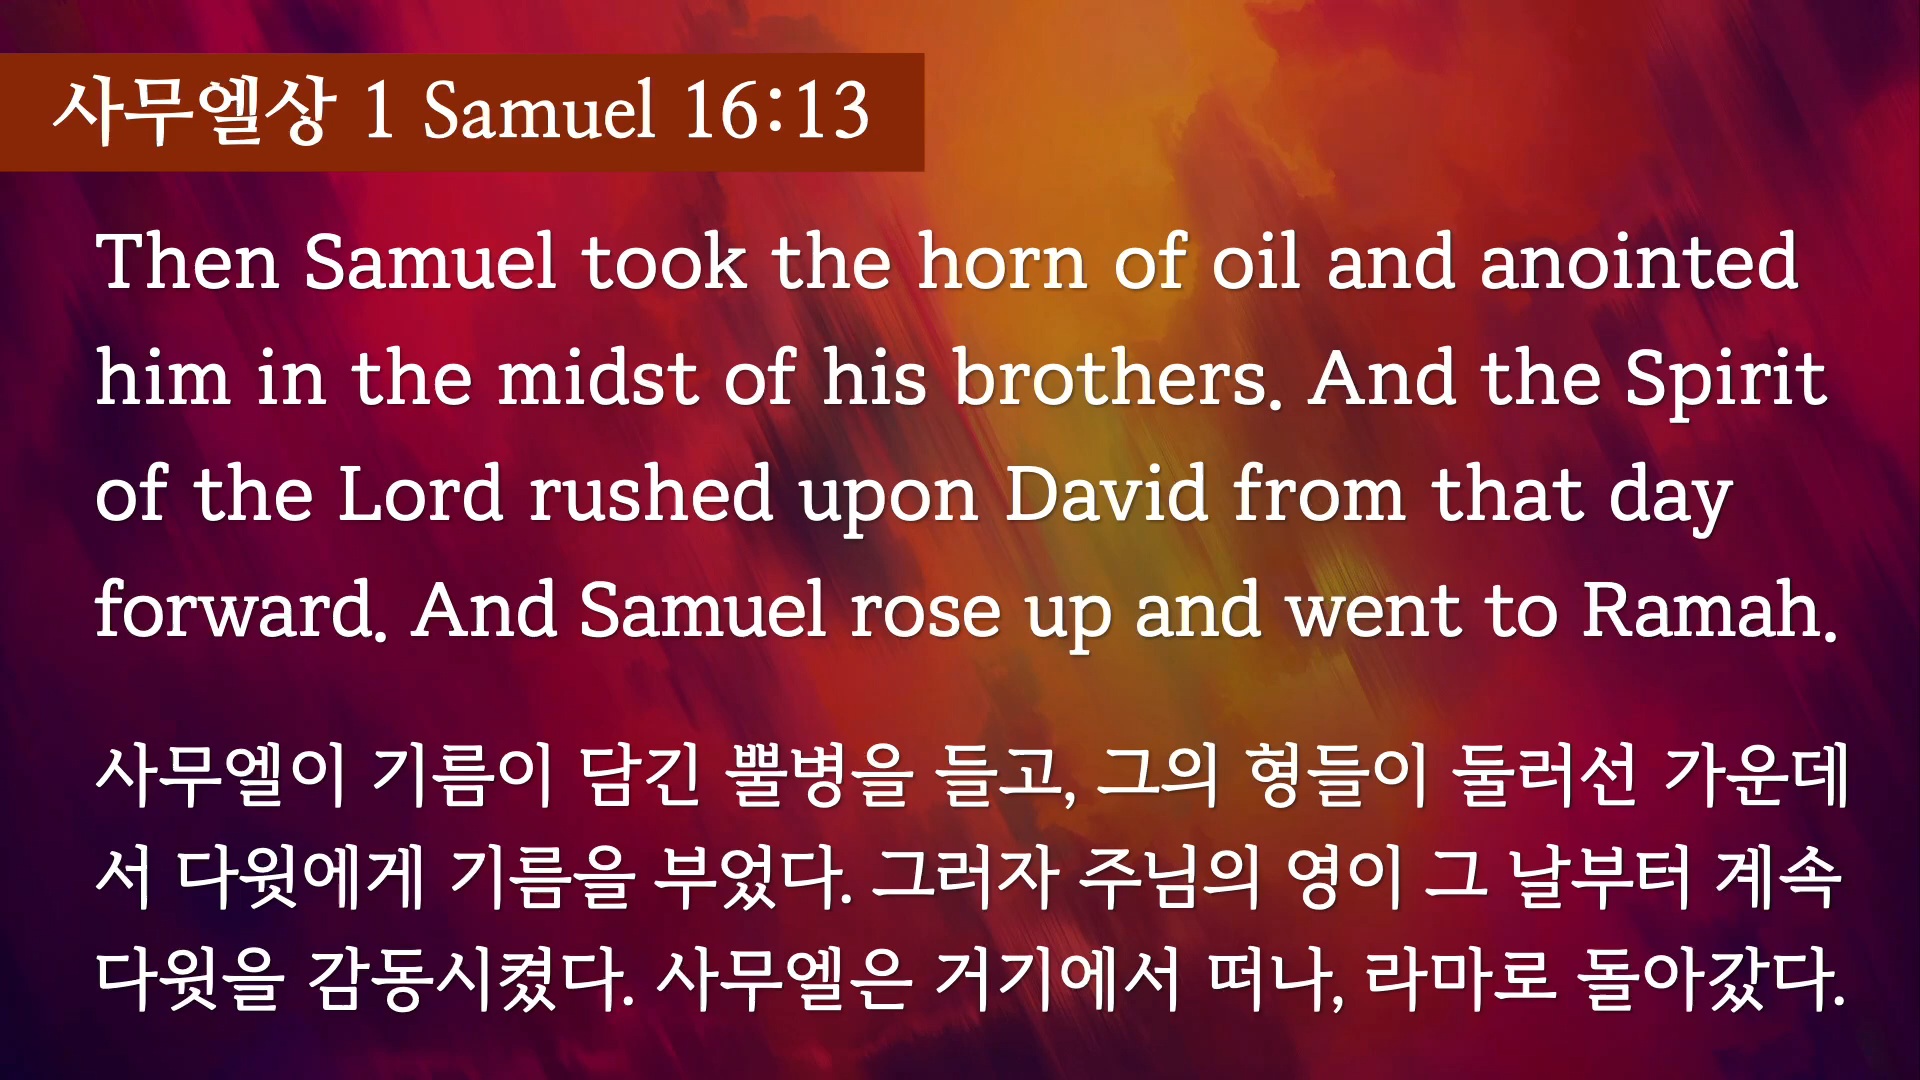 사무엘상 1 Samuel 16:13
Then Samuel took the horn of oil and anointed
him in the midst of his brothers. And the Spirit
of the Lord rushed upon David from that day
forward. And Samuel rose up and went to Ramah.
사무엘이 기름이 담긴 뿔병을 들고, 그의 형들이 둘러선 가운데
서 다윗에게 기름을 부었다. 그러자 주님의 영이 그 날부터 계속
다윗을 감동시켰다. 사무엘은 거기에서 떠나, 라마로 돌아갔다.